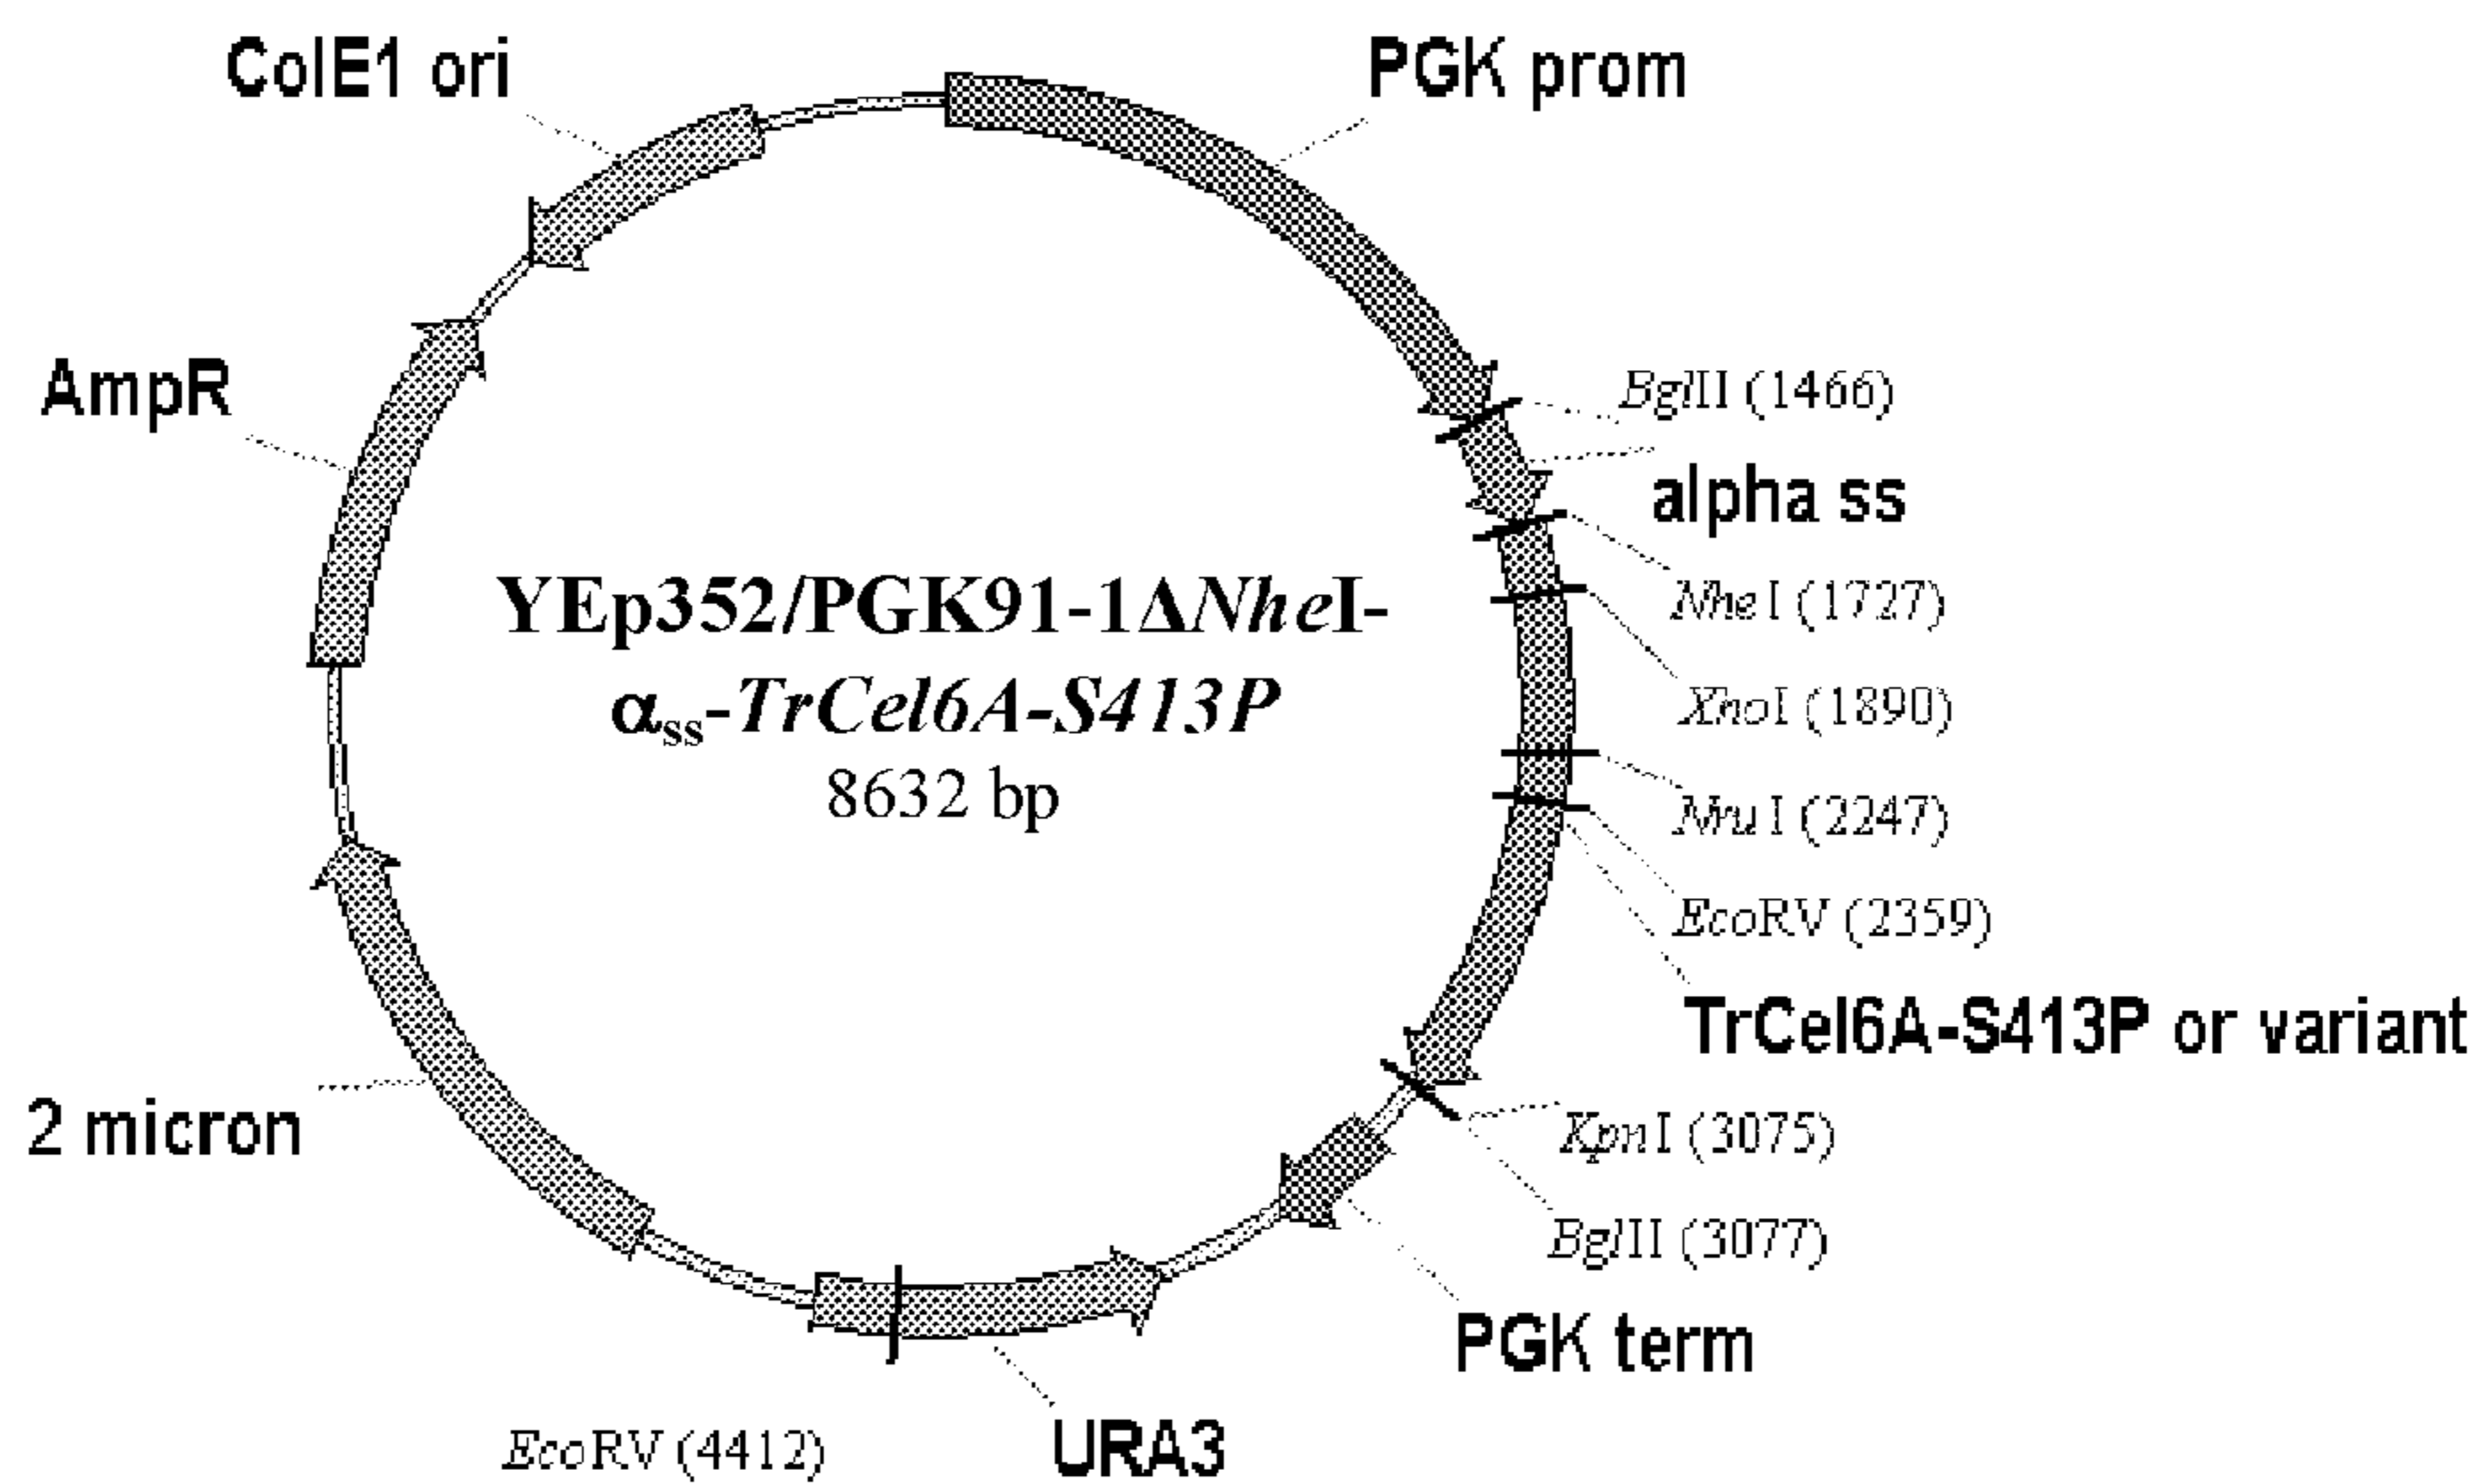 ColE1 ori
PGK prom
AmpR
BglII (1466)
alpha ss
NheI (1727)
XhoI (1890)
NruI (2247)
EcoRV (2359)
TrCel6A-S413P or variant
KpnI (3075)
BglII (3077)
PGK term
URA3
EcoRV (4412)
2 micron
YEp352/PGK91-1ΔNheI-
αss-TrCel6A-S413P
8632 bp